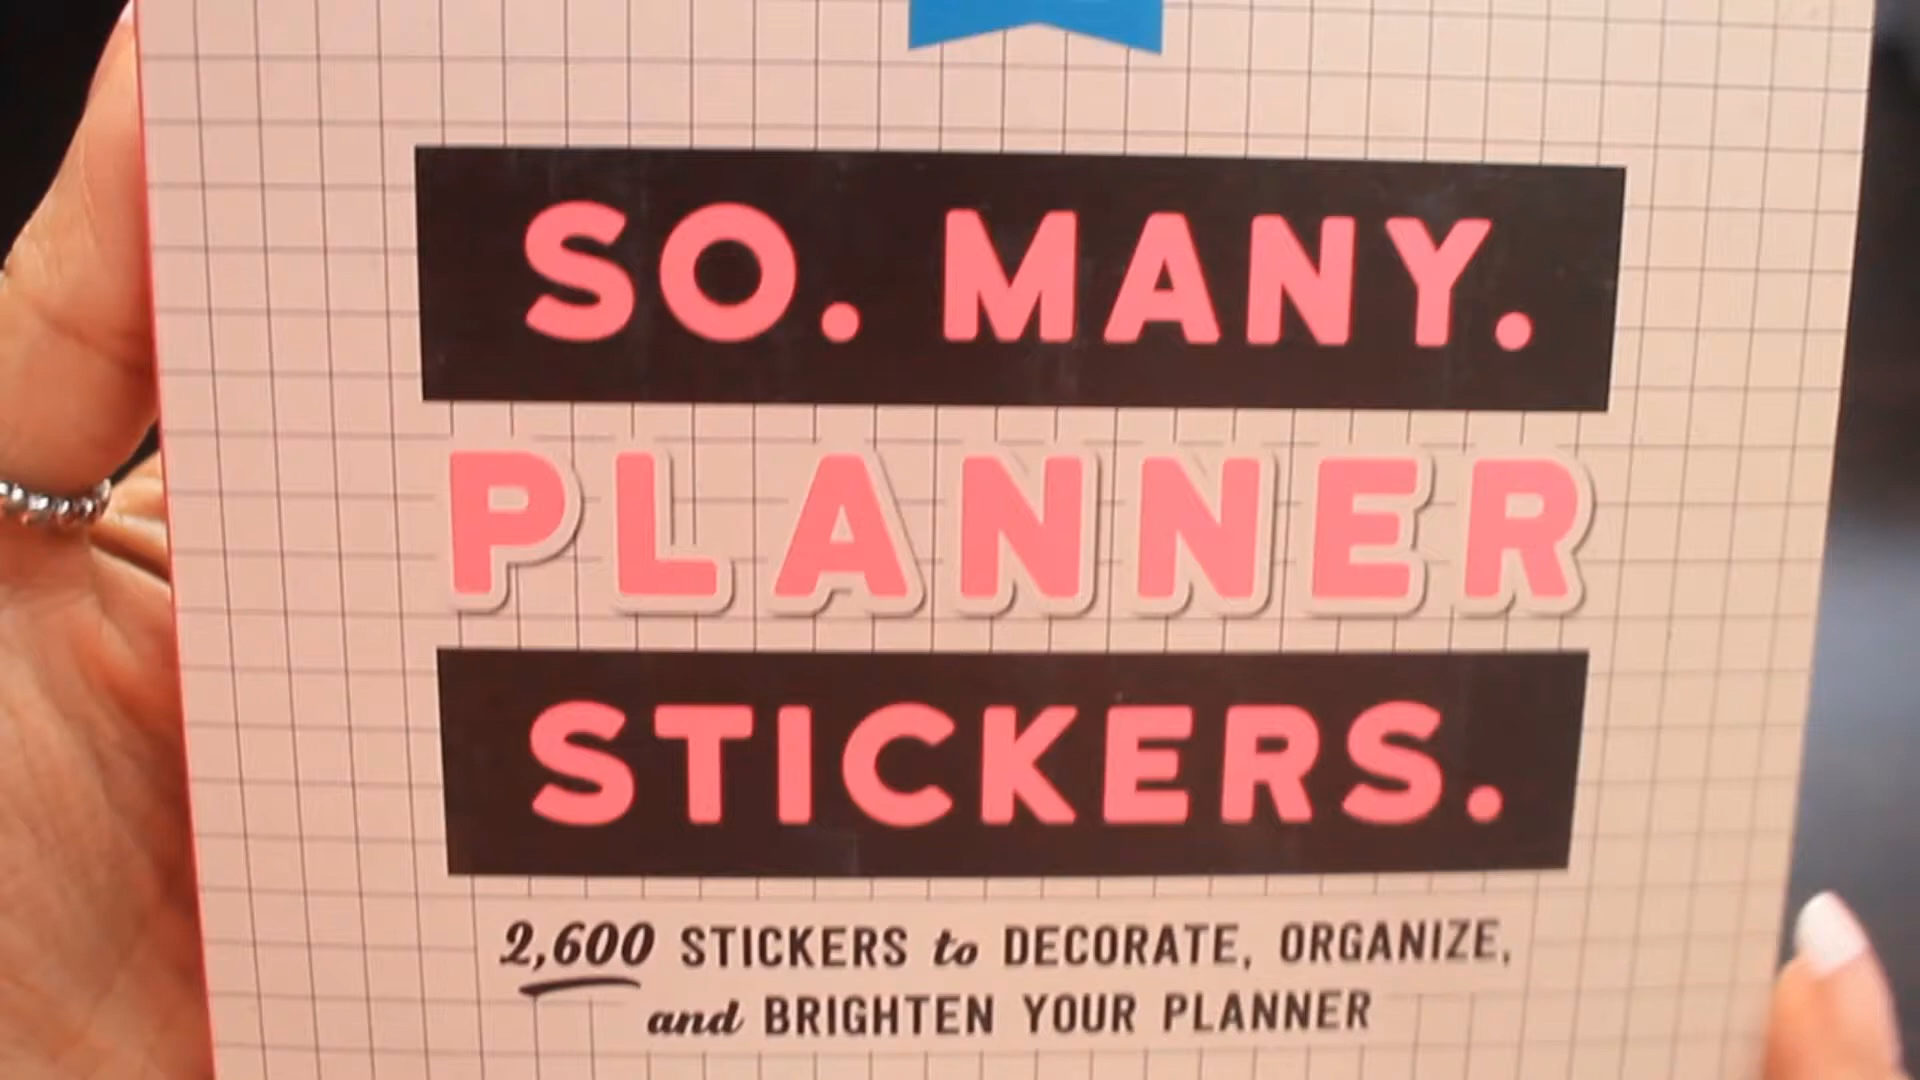 SO. MANY.
PLANNER
STICKERS.
2,600 STICKERS to DECORATE, ORGANIZE,
and BRIGHTEN YOUR PLANNER